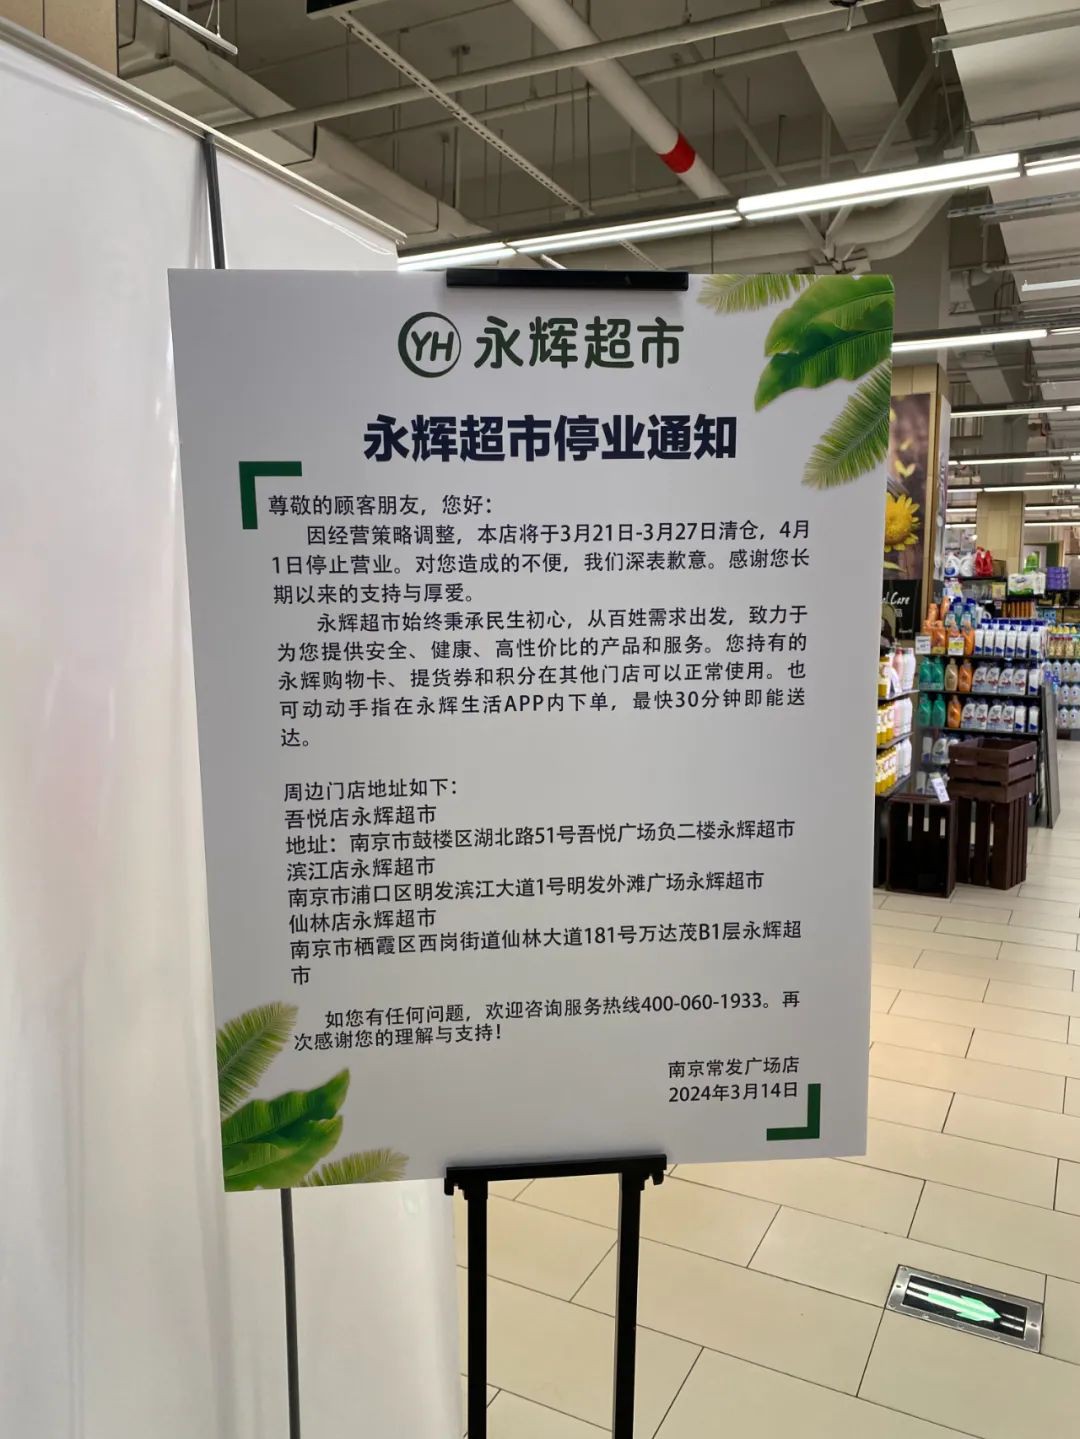 YH 永辉超市
永辉超市停业通知
尊敬的顾客朋友，您好：
因经营策略调整，本店将于3月21日-3月27日清仓，4月
1日停止营业。对您造成的不便，我们深表歉意。感谢您长
期以来的支持与厚爱。
永辉超市始终秉承民生初心，从百姓需求出发，致力于
为您提供安全、健康、高性价比的产品和服务。您持有的
永辉购物卡、提货券和积分在其他门店可以正常使用。也
可动动手指在永辉生活APP内下单，最快30分钟即能送
达。
周边门店地址如下：
吾悦店永辉超市
地址：南京市鼓楼区湖北路51号吾悦广场负二楼永辉超市
滨江店永辉超市
南京市浦口区明发滨江大道1号明发外滩广场永辉超市
仙林店永辉超市
南京市栖霞区西岗街道仙林大道181号万达茂B1层永辉超
市
如您有任何问题，欢迎咨询服务热线400-060-1933。再
次感谢您的理解与支持！
南京常发广场店
2024年3月14日
Care